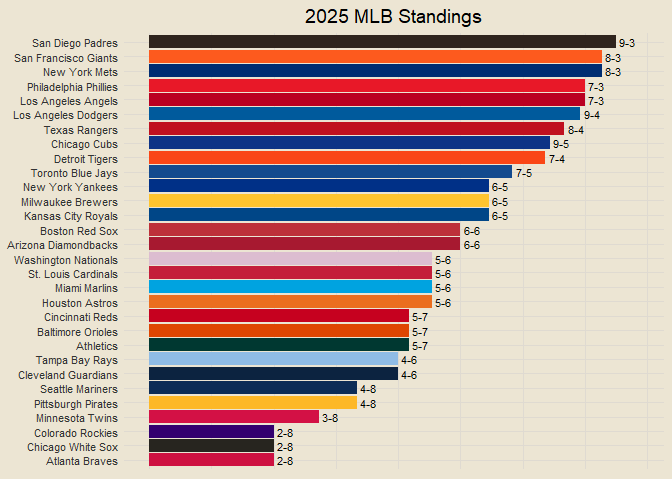 2025 MLB Standings
San Diego Padres 9-3
San Francisco Giants 8-3
New York Mets 8-3
Philadelphia Phillies 7-3
Los Angeles Angels 7-3
Los Angeles Dodgers 9-4
Texas Rangers 8-4
Chicago Cubs 9-5
Detroit Tigers 7-4
Toronto Blue Jays 7-5
New York Yankees 6-5
Milwaukee Brewers 6-5
Kansas City Royals 6-5
Boston Red Sox 6-6
Arizona Diamondbacks 6-6
Washington Nationals 5-6
St. Louis Cardinals 5-6
Miami Marlins 5-6
Houston Astros 5-6
Cincinnati Reds 5-7
Baltimore Orioles 5-7
Athletics 5-7
Tampa Bay Rays 4-6
Cleveland Guardians 4-6
Seattle Mariners 4-8
Pittsburgh Pirates 4-8
Minnesota Twins 3-8
Colorado Rockies 2-8
Chicago White Sox 2-8
Atlanta Braves 2-8